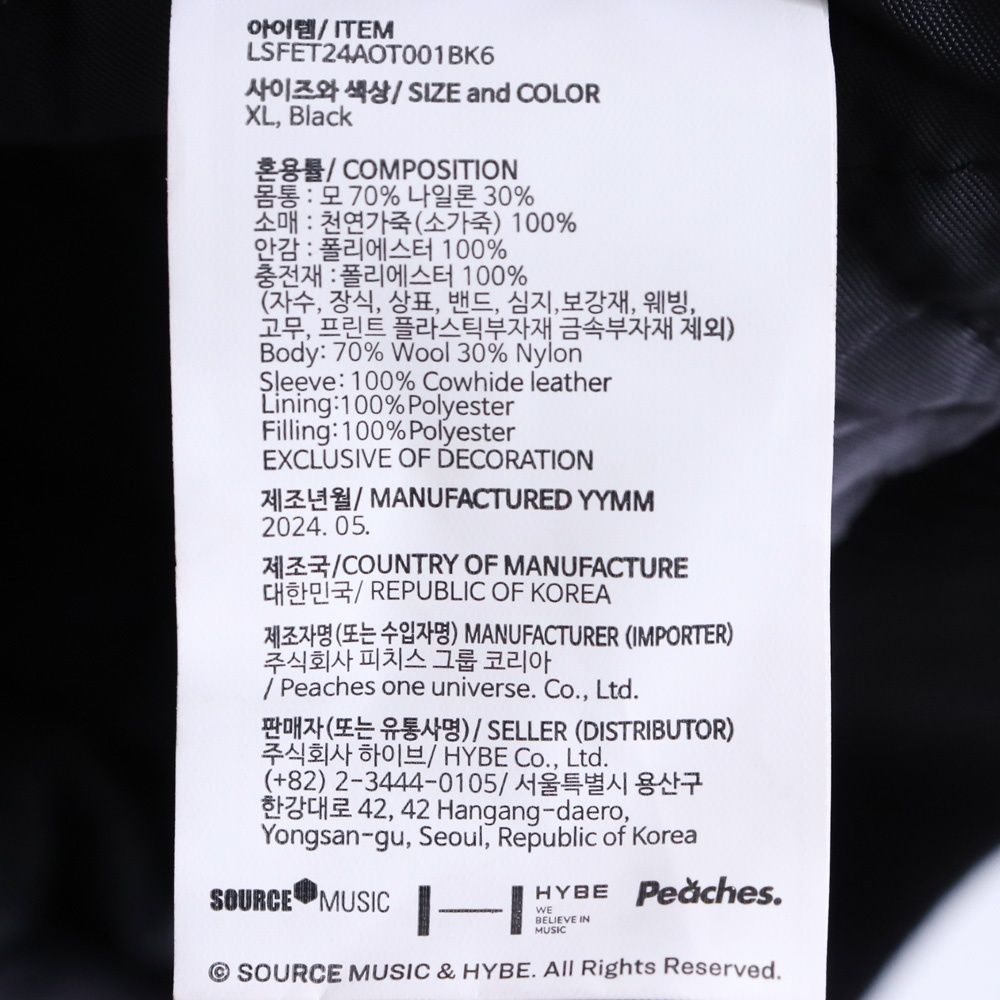 아이템/ ITEM
LSFET24AOT001BK6
사이즈와 색상/ SIZE and COLOR
XL, Black
혼용률/ COMPOSITION
몸통 : 모 70% 나일론 30%
소매 : 천연가죽(소가죽) 100%
안감 : 폴리에스터 100%
충전재 : 폴리에스터 100%
(자수, 장식, 상표, 밴드, 심지,보강재, 웨빙,
고무, 프린트 플라스틱부자재 금속부자재 제외)
Body: 70% Wool 30% Nylon
Sleeve: 100% Cowhide leather
Lining:100%Polyester
Filling:100%Polyester
EXCLUSIVE OF DECORATION
제조년월/ MANUFACTURED YYMM
2024. 05.
제조국/COUNTRY OF MANUFACTURE
대한민국/ REPUBLIC OF KOREA
제조자명(또는 수입자명) MANUFACTURER (IMPORTER)
주식회사 피치스 그룹 코리아
/ Peaches one universe. Co., Ltd.
판매자(또는 유통사명)/ SELLER (DISTRIBUTOR)
주식회사 하이브/ HYBE Co., Ltd.
(+82) 2-3444-0105/ 서울특별시 용산구
한강대로 42, 42 Hangang-daero,
Yongsan-gu, Seoul, Republic of Korea
SOURCE MUSIC
HYBE
WE
BELIEVE IN
MUSIC
Peaches.
© SOURCE MUSIC & HYBE. All Rights Reserved.